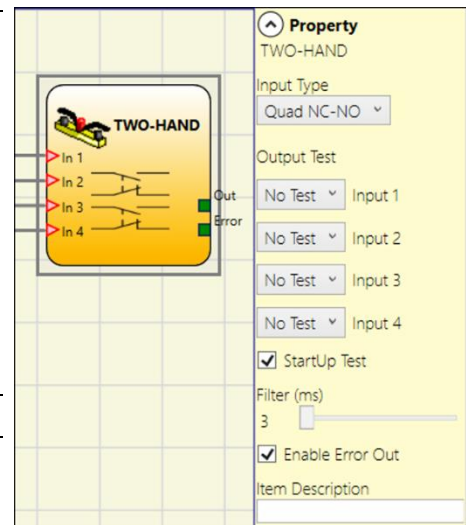 TWO-HAND
In 1
In 2
In 3
In 4
Out
Error
Property
TWO-HAND
Input Type
Quad NC-NO
Output Test
No Test Input 1
No Test Input 2
No Test Input 3
No Test Input 4
StartUp Test
Filter (ms)
3
Enable Error Out
Item Description